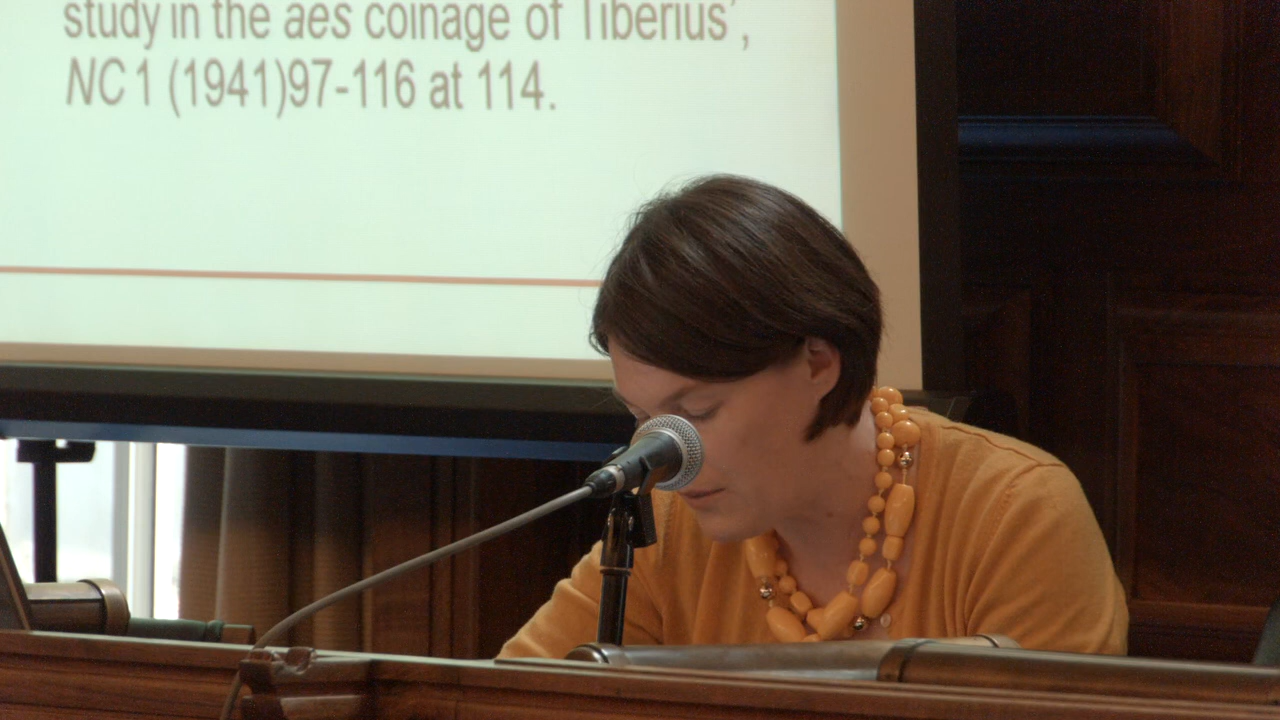 study in the aes coinage of Tiberius',
NC 1 (1941)97-116 at 114.